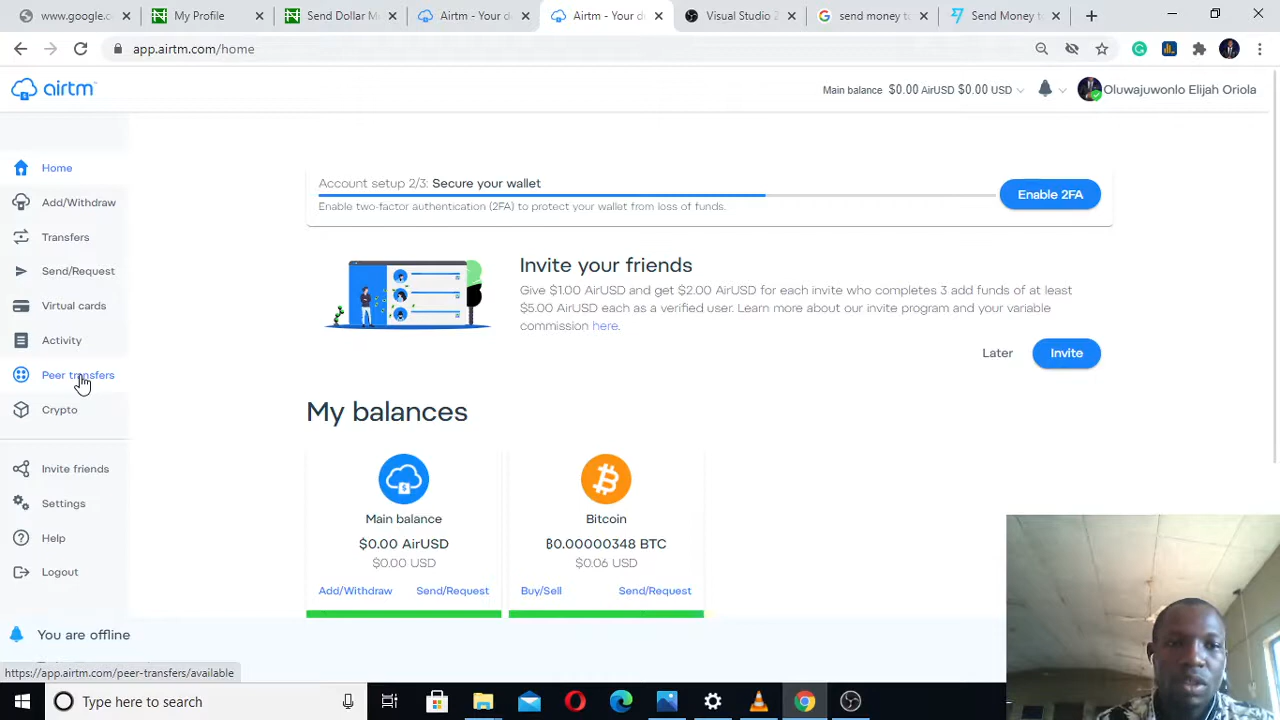 www.google.c
My Profile
Send Dollar M
Airtm - Your d
Airtm - Your d
Visual Studio 2
send money t
Send Money to
app.airtm.com/home
airtm
Main balance $0.00 AirUSD $0.00 USD
Oluwajuwonlo Elijah Oriola
Home
Add/Withdraw
Transfers
Send/Request
Virtual cards
Activity
Peer transfers
Crypto
Invite friends
Settings
Help
Logout
You are offline
Account setup 2/3: Secure your wallet
Enable two-factor authentication (2FA) to protect your wallet from loss of funds.
Enable 2FA
Invite your friends
Give $1.00 AirUSD and get $2.00 AirUSD for each invite who completes 3 add funds of at least
$5.00 AirUSD each as a verified user. Learn more about our invite program and your variable
commission here.
Later
Invite
My balances
Main balance
$0.00 AirUSD
$0.00 USD
Add/Withdraw Send/Request
Bitcoin
₿0.00000348 BTC
$0.06 USD
Buy/Sell Send/Request
https://app.airtm.com/peer-transfers/available
Type here to search